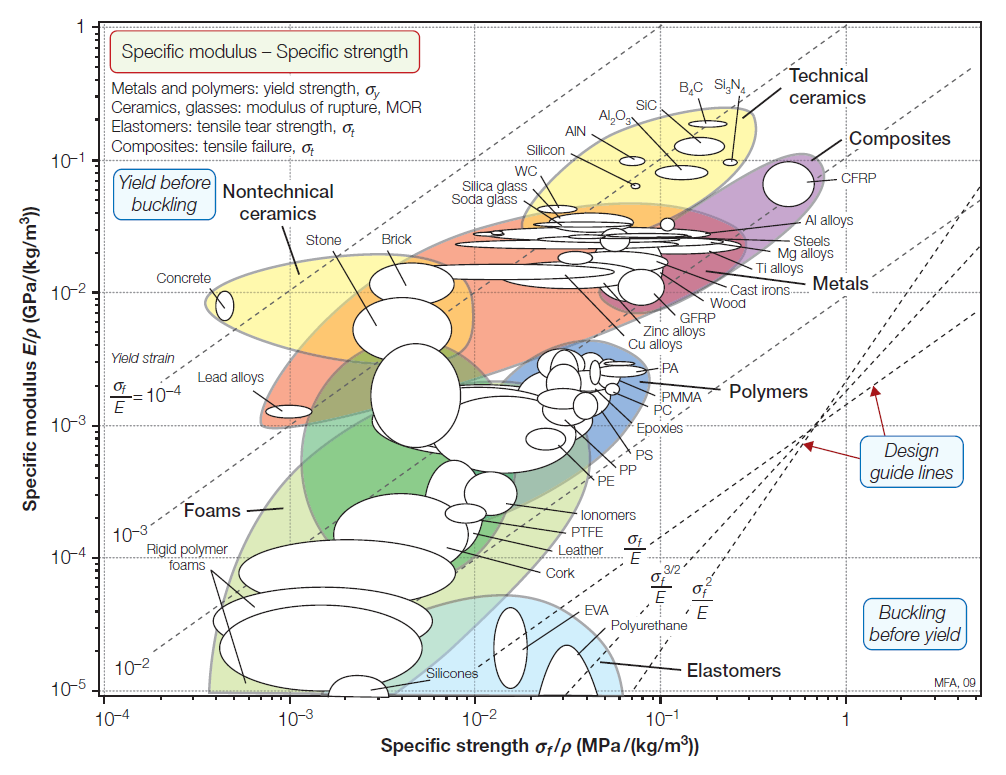 Specific modulus – Specific strength
Metals and polymers: yield strength, σy
Ceramics, glasses: modulus of rupture, MOR
Elastomers: tensile tear strength, σt
Composites: tensile failure, σt
Yield before
buckling
Technical
ceramics
Composites
B4C
Si3N4
SiC
Al2O3
AlN
Silicon
WC
Silica glass
Soda glass
CFRP
Nontechnical
ceramics
Stone
Brick
Concrete
Al alloys
Steels
Mg alloys
Ti alloys
Metals
Cast irons
Wood
GFRP
Zinc alloys
Cu alloys
Yield strain
σf/E = 10–4
Lead alloys
PA
Polymers
PMMA
PC
Epoxies
PS
PP
PE
Design
guide lines
Foams
Ionomers
PTFE
Leather
Cork
10–3
Rigid polymer
foams
σf
E
σf3/2
E
σf2
E
EVA
Polyurethane
Buckling
before yield
10–2
Silicones
Elastomers
MFA, 09
1
10–1
10–2
10–3
10–4
10–5
Specific modulus E/ρ (GPa/(kg/m3))
10–4
10–3
10–2
10–1
1
Specific strength σf/ρ (MPa/(kg/m3))